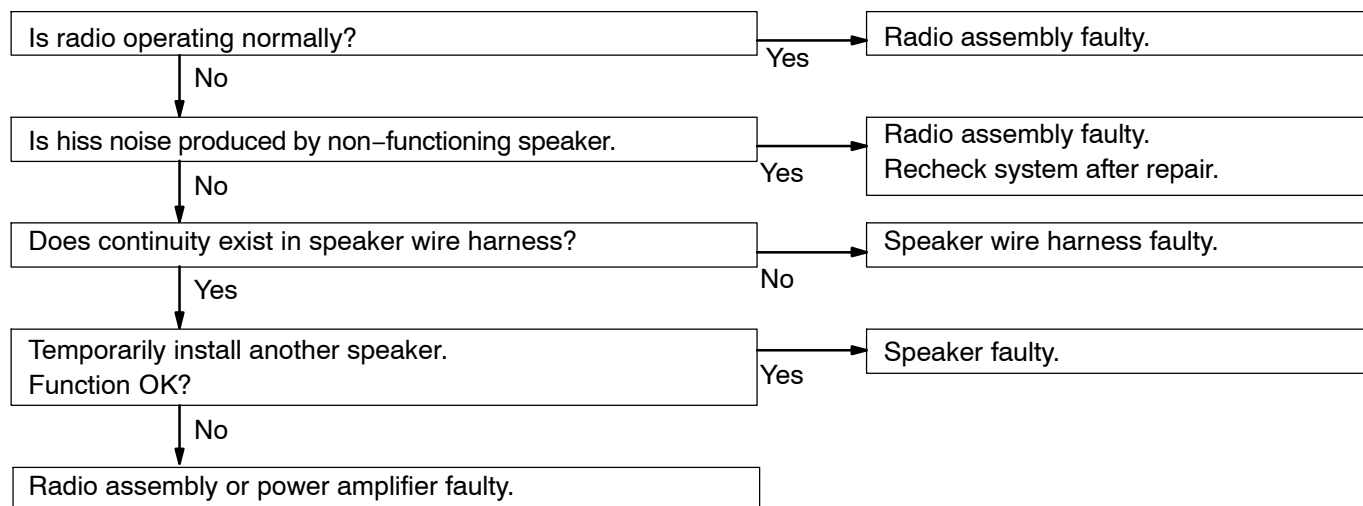 Is radio operating normally?
Yes
Radio assembly faulty.
No
Is hiss noise produced by non−functioning speaker.
Yes
Radio assembly faulty.
Recheck system after repair.
No
Does continuity exist in speaker wire harness?
No
Speaker wire harness faulty.
Yes
Temporarily install another speaker.
Function OK?
Yes
Speaker faulty.
No
Radio assembly or power amplifier faulty.